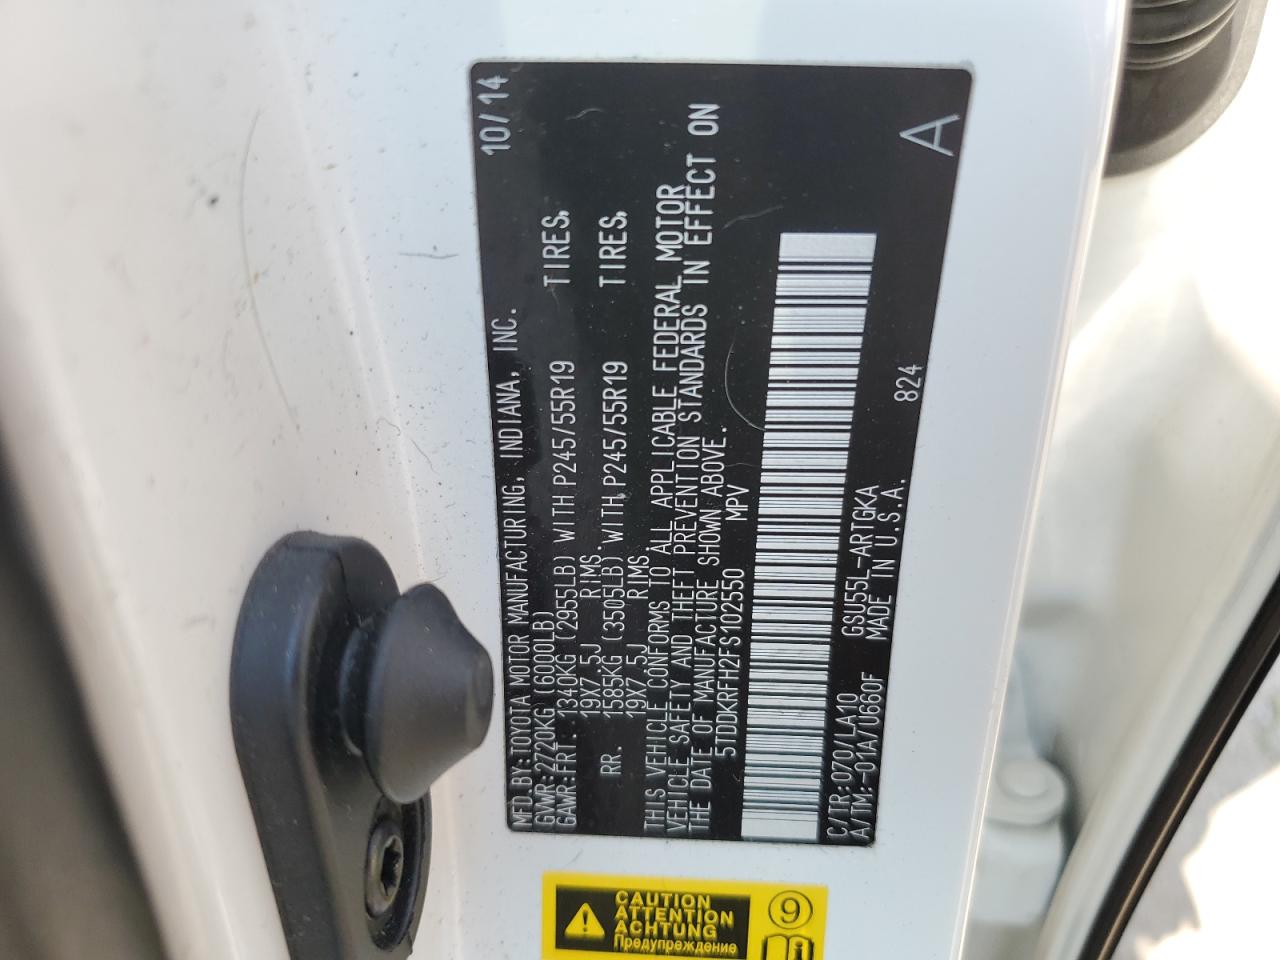 10/14
MFD.BY:TOYOTA MOTOR MANUFACTURING, INDIANA, INC.
GVWR:2720KG (6000LB)
GAWR:FRT. 1340KG (2955LB) WITH P245/55R19 TIRES,
19X7.5J RIMS.
RR. 1585KG (3505LB) WITH P245/55R19 TIRES,
19X7.5J RIMS.
THIS VEHICLE CONFORMS TO ALL APPLICABLE FEDERAL MOTOR
VEHICLE SAFETY AND THEFT PREVENTION STANDARDS IN EFFECT ON
THE DATE OF MANUFACTURE SHOWN ABOVE.
5TDDKRFH2FS102550 MPV
C/TR:070/LA10 GSU55L-ARTGKA 824
A/TM:-01A/U660F MADE IN U.S.A.
A
CAUTION
ATTENTION
ACHTUNG
Предупреждение
9